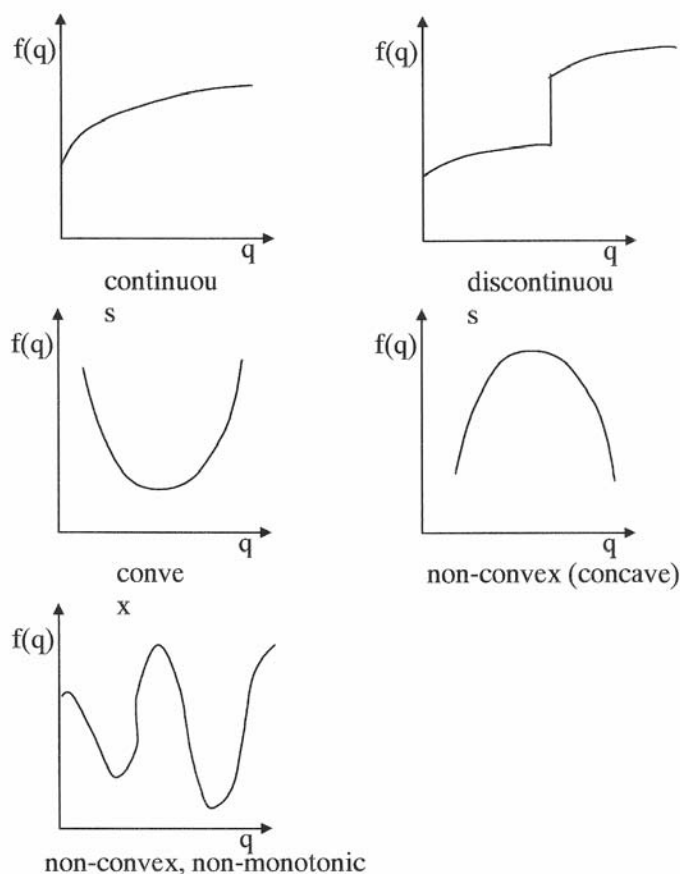 f(q)
q
continuou
s
f(q)
q
discontinuou
s
f(q)
q
conve
x
f(q)
q
non-convex (concave)
f(q)
q
non-convex, non-monotonic